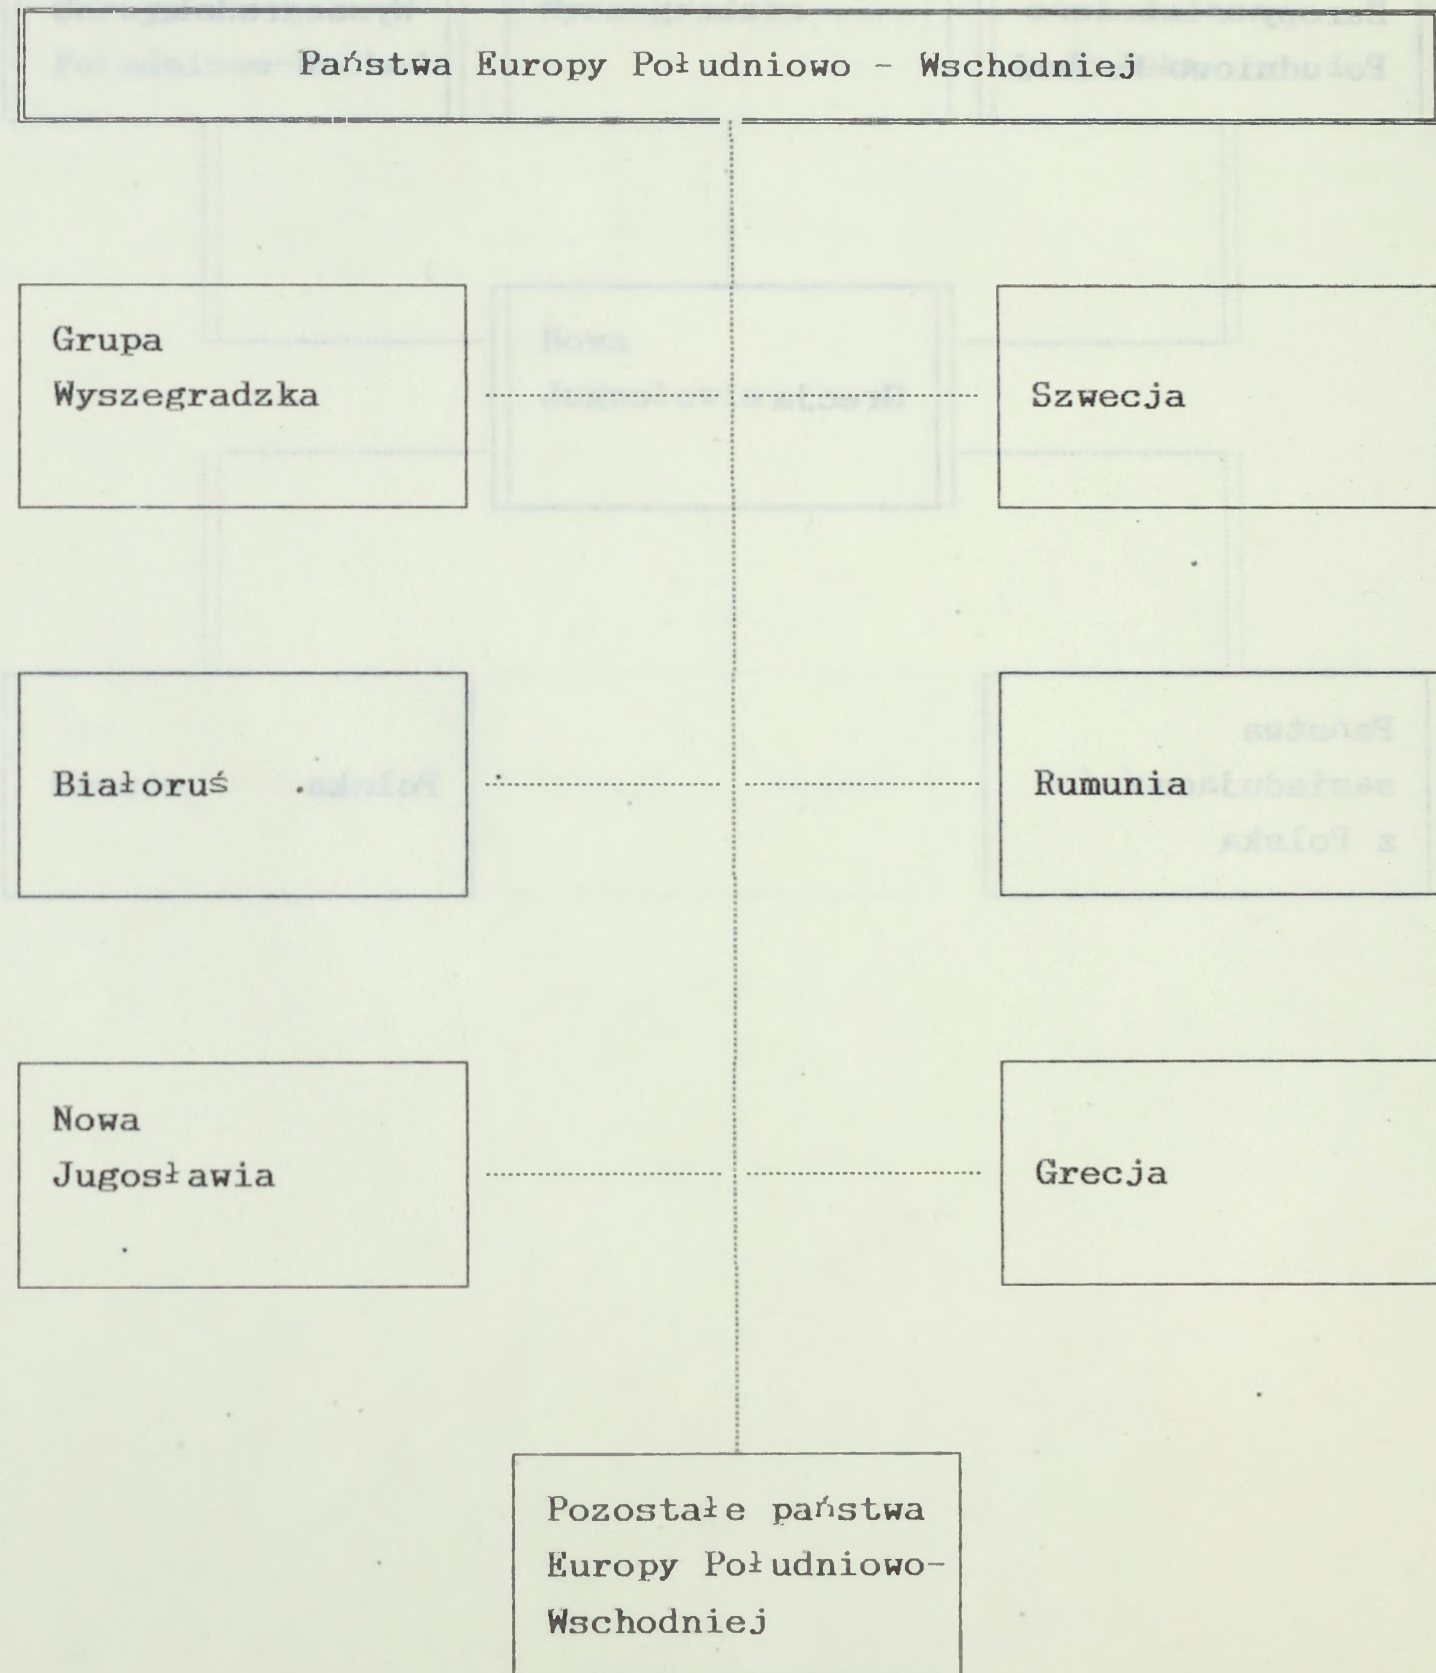 Państwa Europy Południowo - Wschodniej
Grupa
Wyszegradzka
Szwecja
Białoruś
Rumunia
Nowa
Jugosławia
Grecja
Pozostałe państwa
Europy Południowo-
Wschodniej